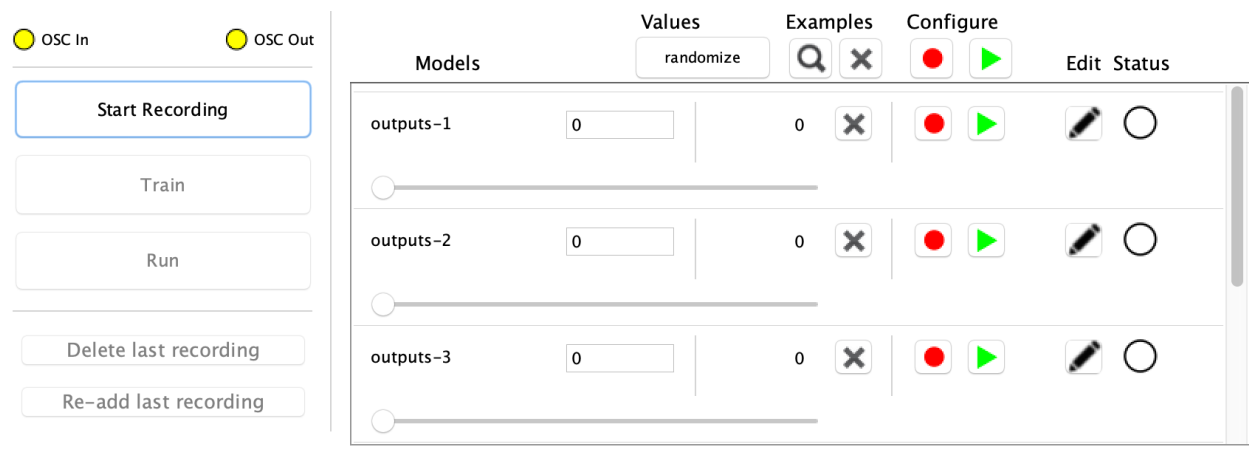 OSC In OSC Out
Start Recording
Train
Run
Delete last recording
Re-add last recording
Values Examples Configure
Models randomize Edit Status
outputs-1 0 0
outputs-2 0 0
outputs-3 0 0